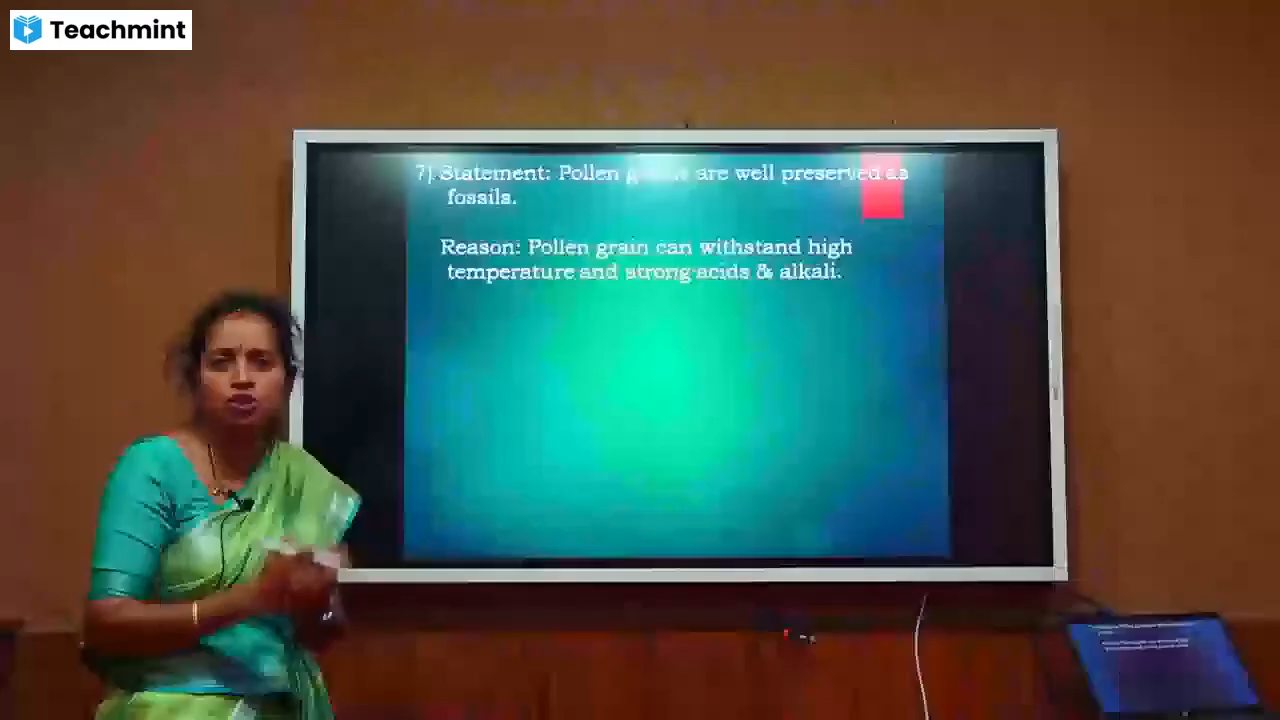 Teachmint
7) Statement: Pollen are well preserved as
fossils.
Reason: Pollen grain can withstand high
temperature and strong acids & alkali.